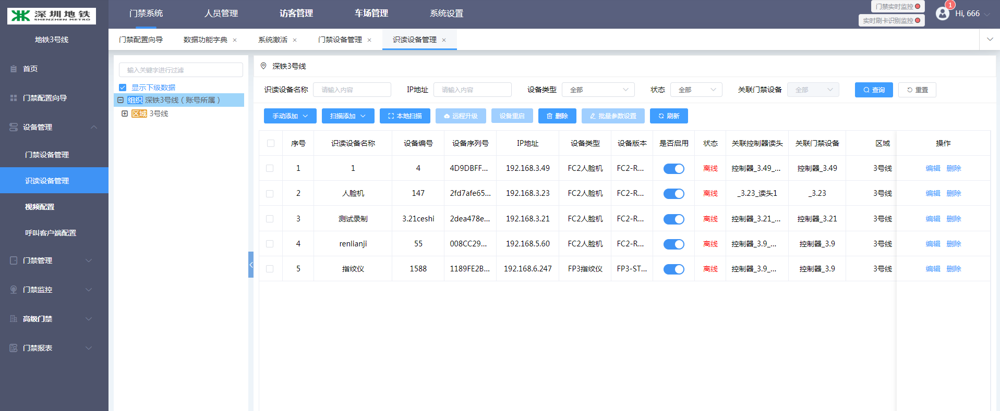 深圳地铁
SHENZHEN METRO
地铁3号线
首页
门禁配置向导
设备管理
门禁设备管理
识读设备管理
视频配置
呼叫客户端配置
门禁管理
门禁监控
高级门禁
门禁报表
门禁系统 人员管理 访客管理 车场管理 系统设置
门禁实时监控
实时刷卡识别监控
1
Hi, 666
门禁配置向导 数据功能字典 × 系统激活 × 门禁设备管理 × 识读设备管理 ×
输入关键字进行过滤
显示下级数据
组织 深铁3号线（账号所属）
区域 3号线
深铁3号线
识读设备名称 请输入内容 IP地址 请输入内容 设备类型 全部 状态 全部 关联门禁设备 全部 查询 重置
手动添加 扫描添加 本地扫描 远程升级 设备重启 删除 批量参数设置 刷新
序号 识读设备名称 设备编号 设备序列号 IP地址 设备类型 设备版本 是否启用 状态 关联控制器读头 关联门禁设备 区域 操作
1 1 4 4D9DBFF... 192.168.3.49 FC2人脸机 FC2-R... 离线 控制器_3.49_... 控制器_3.49 3号线 编辑 删除
2 人脸机 147 2fd7afe65... 192.168.3.23 FC2人脸机 FC2-R... 离线 _3.23_读头1 _3.23 3号线 编辑 删除
3 测试录制 3.21ceshi 2dea478e... 192.168.3.21 FC2人脸机 FC2-R... 离线 控制器_3.21_... 控制器_3.21 3号线 编辑 删除
4 renlianji 55 008CC29... 192.168.5.60 FC2人脸机 FC2-R... 离线 控制器_3.9_... 控制器_3.9 3号线 编辑 删除
5 指纹仪 1588 1189FE2B... 192.168.6.247 FP3指纹仪 FP3-ST... 离线 控制器_3.9_... 控制器_3.9 3号线 编辑 删除